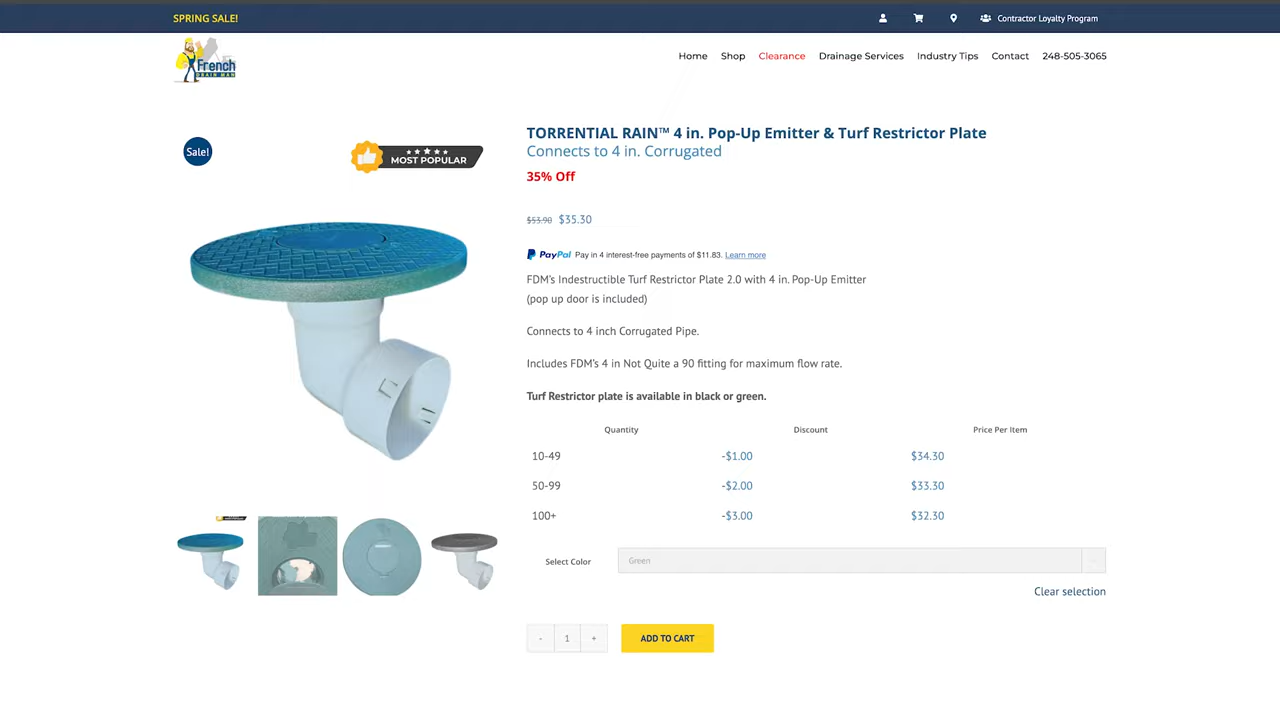 SPRING SALE!
Contractor Loyalty Program
French
DRAIN MAN
Home Shop Clearance Drainage Services Industry Tips Contact 248-505-3065
Sale!
MOST POPULAR
TORRENTIAL RAIN™ 4 in. Pop-Up Emitter & Turf Restrictor Plate
Connects to 4 in. Corrugated
35% Off
$53.90 $35.30
PayPal Pay in 4 interest-free payments of $11.83. Learn more
FDM's Indestructible Turf Restrictor Plate 2.0 with 4 in. Pop-Up Emitter
(pop up door is included)
Connects to 4 inch Corrugated Pipe.
Includes FDM's 4 in Not Quite a 90 fitting for maximum flow rate.
Turf Restrictor plate is available in black or green.
Quantity Discount Price Per Item
10-49 -$1.00 $34.30
50-99 -$2.00 $33.30
100+ -$3.00 $32.30
Select Color Green
Clear selection
- 1 + ADD TO CART